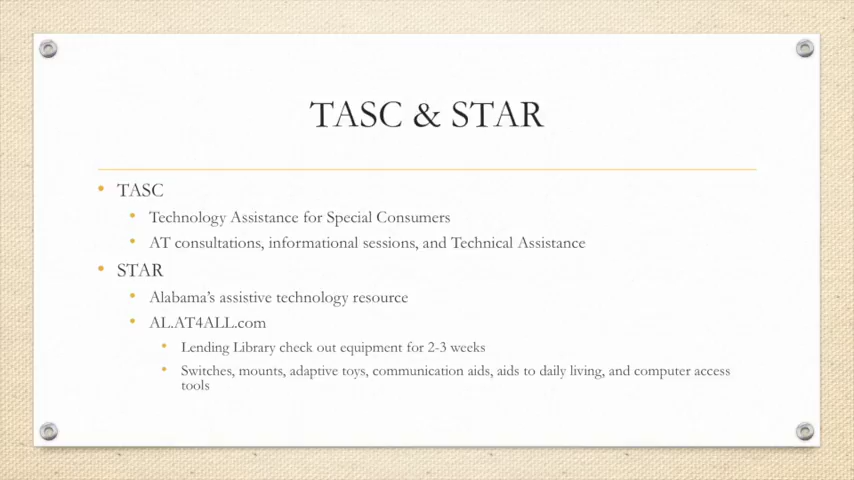 TASC & STAR
TASC
Technology Assistance for Special Consumers
AT consultations, informational sessions, and Technical Assistance
STAR
Alabama's assistive technology resource
AL.AT4ALL.com
Lending Library check out equipment for 2-3 weeks
Switches, mounts, adaptive toys, communication aids, aids to daily living, and computer access
tools